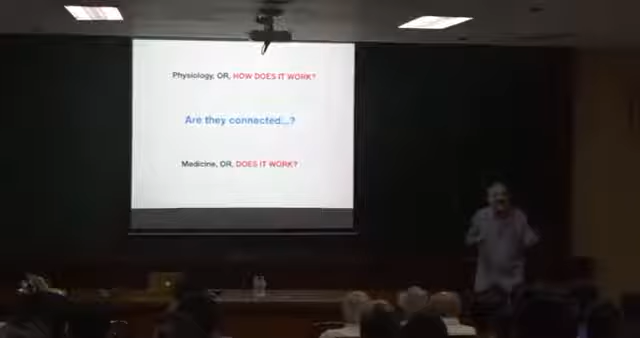 Physiology, OR, HOW DOES IT WORK?
Are they connected...?
Medicine, OR, DOES IT WORK?